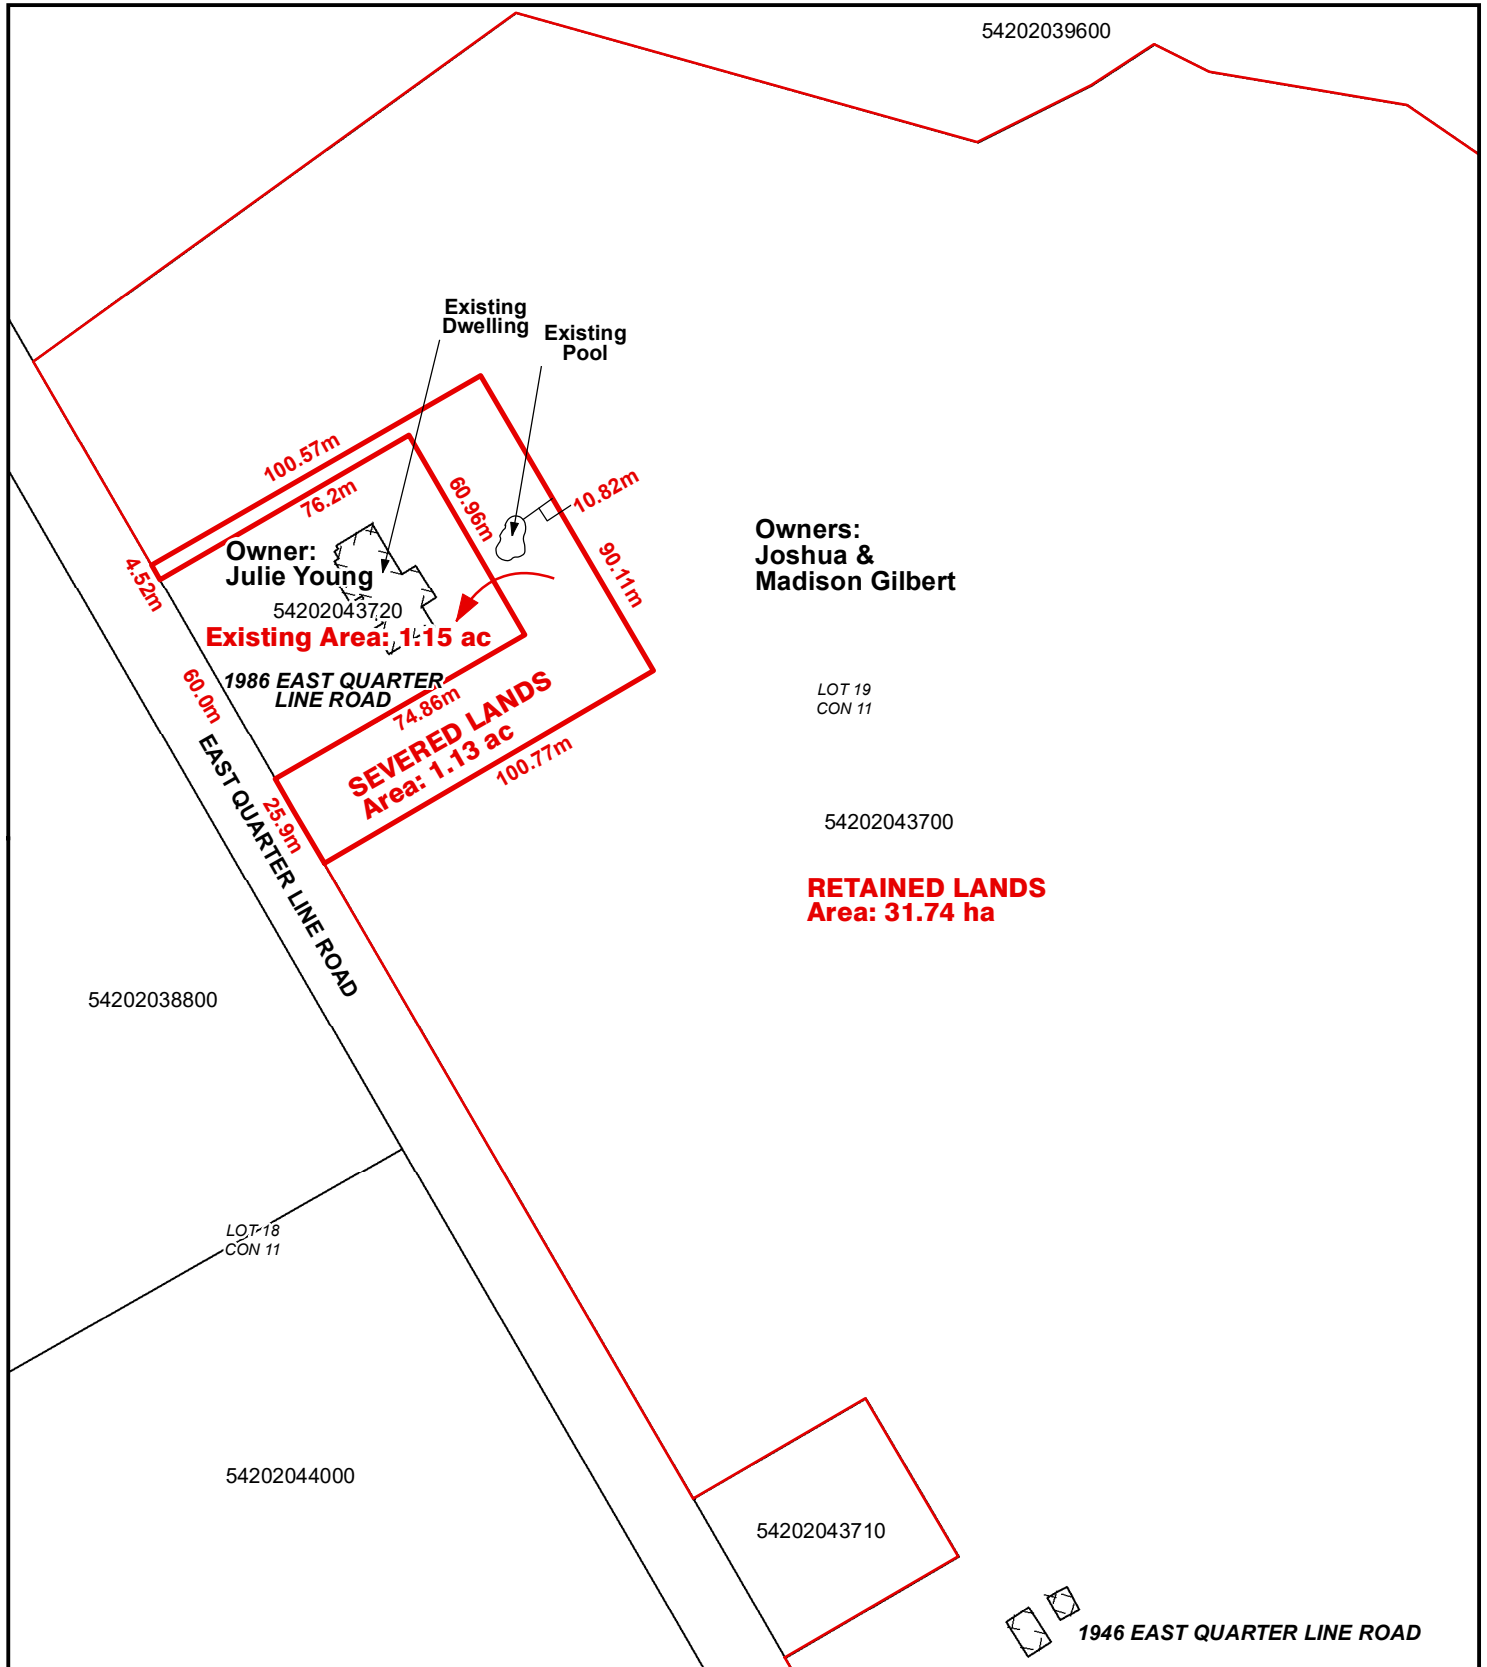 54202039600
Existing
Dwelling
Existing
Pool
100.57m
76.2m
60.96m
10.82m
Owner:
Julie Young
54202043720
Existing Area: 1.15 ac
4.52m
90.11m
Owners:
Joshua &
Madison Gilbert
1986 EAST QUARTER
LINE ROAD
60.0m
74.86m
SEVERED LANDS
Area: 1.13 ac
100.77m
25.9m
EAST QUARTER LINE ROAD
LOT 19
CON 11
54202043700
RETAINED LANDS
Area: 31.74 ha
54202038800
LOT 18
CON 11
54202044000
54202043710
1946 EAST QUARTER LINE ROAD